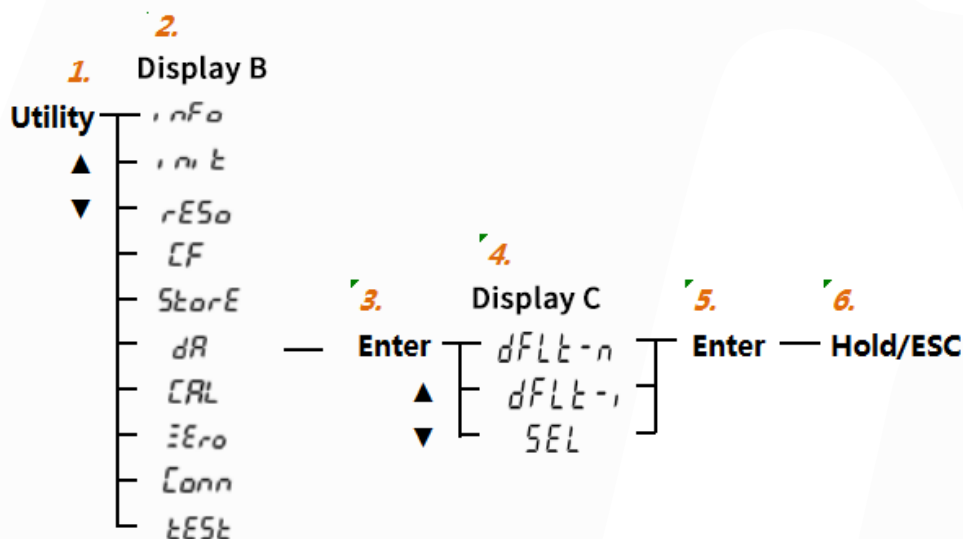 2.
Display B
1.
Utility
inFo
init
rESo
CF
StorE
dA
CAL
ZEro
Conn
tESt
▲
▼
3.
Enter
▲
▼
4.
Display C
dFLt-n
dFLt-i
SEL
5.
Enter
6.
Hold/ESC